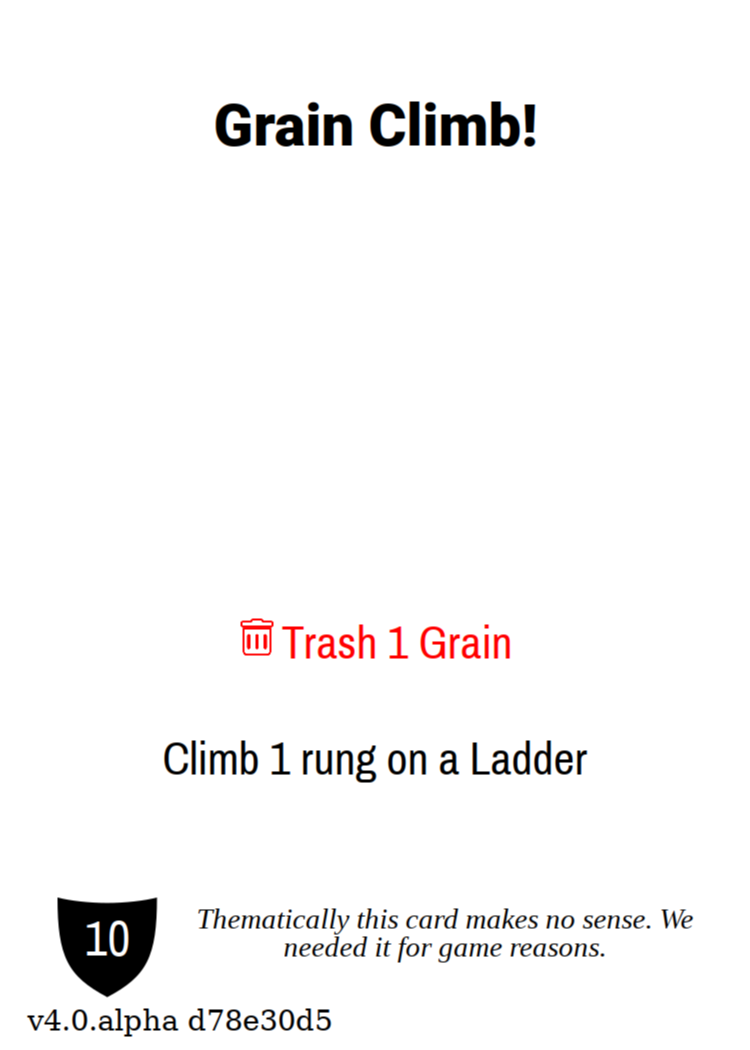 Grain Climb!
Trash 1 Grain
Climb 1 rung on a Ladder
10
Thematically this card makes no sense. We
needed it for game reasons.
v4.0.alpha d78e30d5